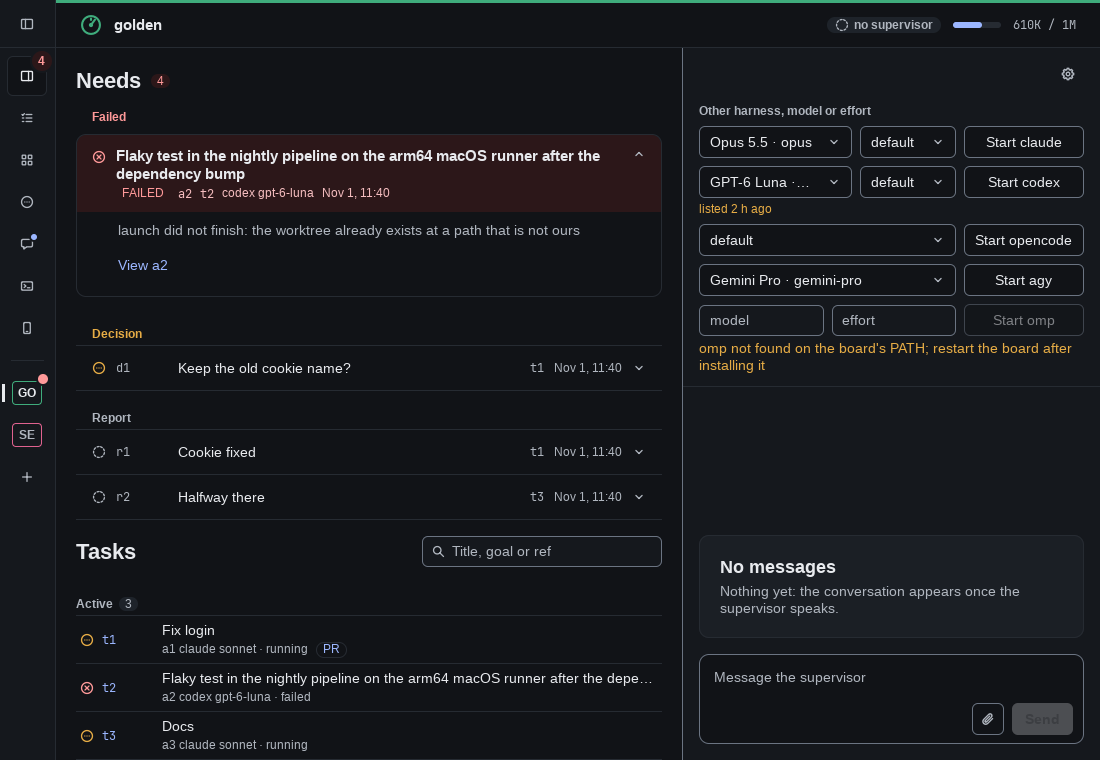 golden
no supervisor
610K / 1M
4
GO
SE
Needs 4
Failed
Flaky test in the nightly pipeline on the arm64 macOS runner after the
dependency bump
FAILED a2 t2 codex gpt-6-luna Nov 1, 11:40
launch did not finish: the worktree already exists at a path that is not ours
View a2
Decision
d1 Keep the old cookie name? t1 Nov 1, 11:40
Report
r1 Cookie fixed t1 Nov 1, 11:40
r2 Halfway there t3 Nov 1, 11:40
Tasks
Title, goal or ref
Active 3
t1 Fix login
a1 claude sonnet · running PR
t2 Flaky test in the nightly pipeline on the arm64 macOS runner after the depe…
a2 codex gpt-6-luna · failed
t3 Docs
a3 claude sonnet · running
Other harness, model or effort
Opus 5.5 · opus default Start claude
GPT-6 Luna ·… default Start codex
listed 2 h ago
default Start opencode
Gemini Pro · gemini-pro Start agy
model effort Start omp
omp not found on the board's PATH; restart the board after
installing it
No messages
Nothing yet: the conversation appears once the
supervisor speaks.
Message the supervisor
Send